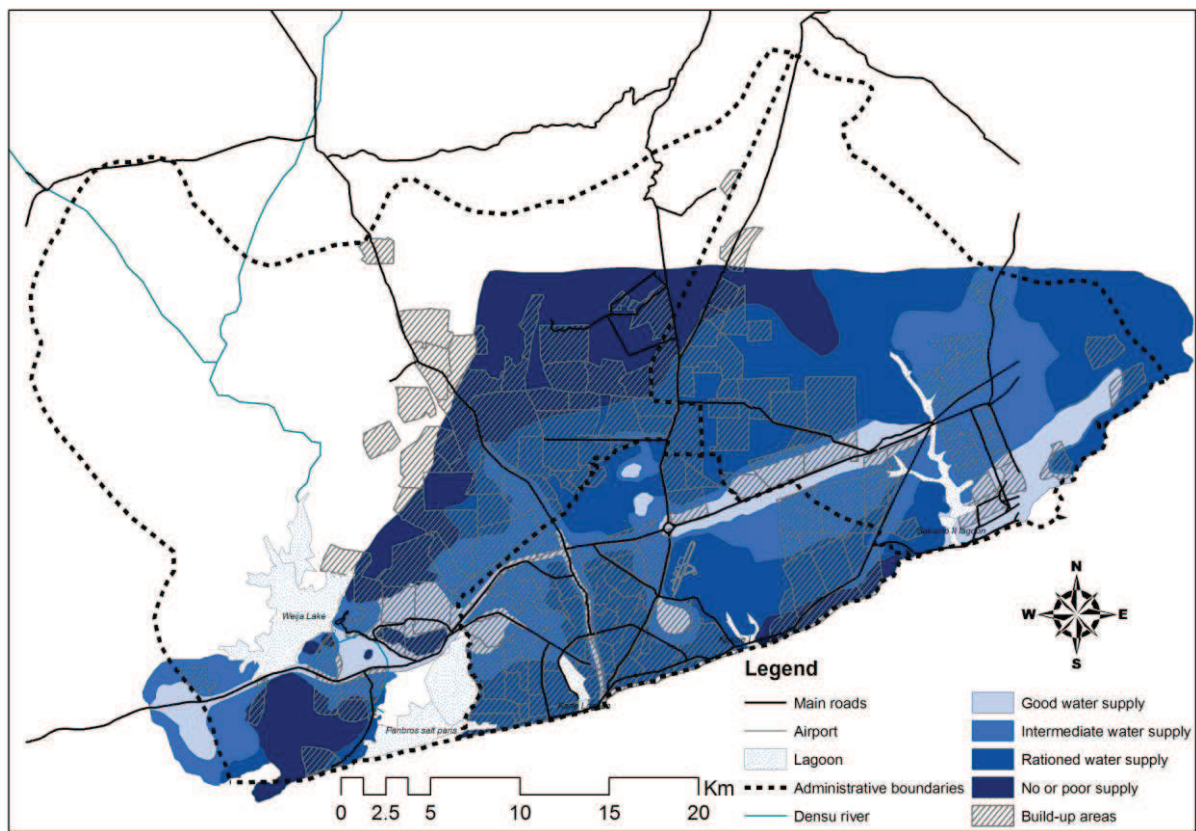 Weija Lake
Panbros salt pans
N
W
E
S
Legend
Main roads
Airport
Lagoon
Administrative boundaries
Densu river
Good water supply
Intermediate water supply
Rationed water supply
No or poor supply
Build-up areas
0 2.5 5 10 15 20 Km